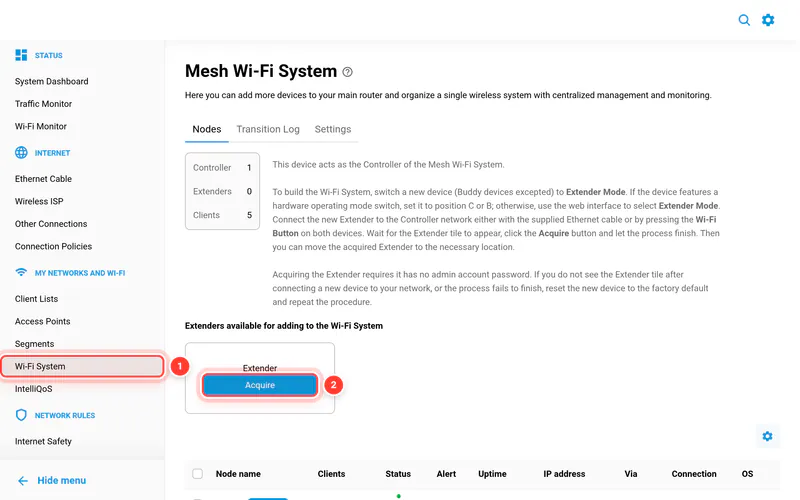 STATUS
System Dashboard
Traffic Monitor
Wi-Fi Monitor
INTERNET
Ethernet Cable
Wireless ISP
Other Connections
Connection Policies
MY NETWORKS AND WI-FI
Client Lists
Access Points
Segments
Wi-Fi System
1
IntelliQoS
NETWORK RULES
Internet Safety
Hide menu
Mesh Wi-Fi System
Here you can add more devices to your main router and organize a single wireless system with centralized management and monitoring.
Nodes Transition Log Settings
Controller 1
Extenders 0
Clients 5
This device acts as the Controller of the Mesh Wi-Fi System.
To build the Wi-Fi System, switch a new device (Buddy devices excepted) to Extender Mode. If the device features a
hardware operating mode switch, set it to position C or B; otherwise, use the web interface to select Extender Mode.
Connect the new Extender to the Controller network either with the supplied Ethernet cable or by pressing the Wi-Fi
Button on both devices. Wait for the Extender tile to appear, click the Acquire button and let the process finish. Then
you can move the acquired Extender to the necessary location.
Acquiring the Extender requires it has no admin account password. If you do not see the Extender tile after
connecting a new device to your network, or the process fails to finish, reset the new device to the factory default
and repeat the procedure.
Extenders available for adding to the Wi-Fi System
Extender
Acquire
2
Node name Clients Status Alert Uptime IP address Via Connection OS